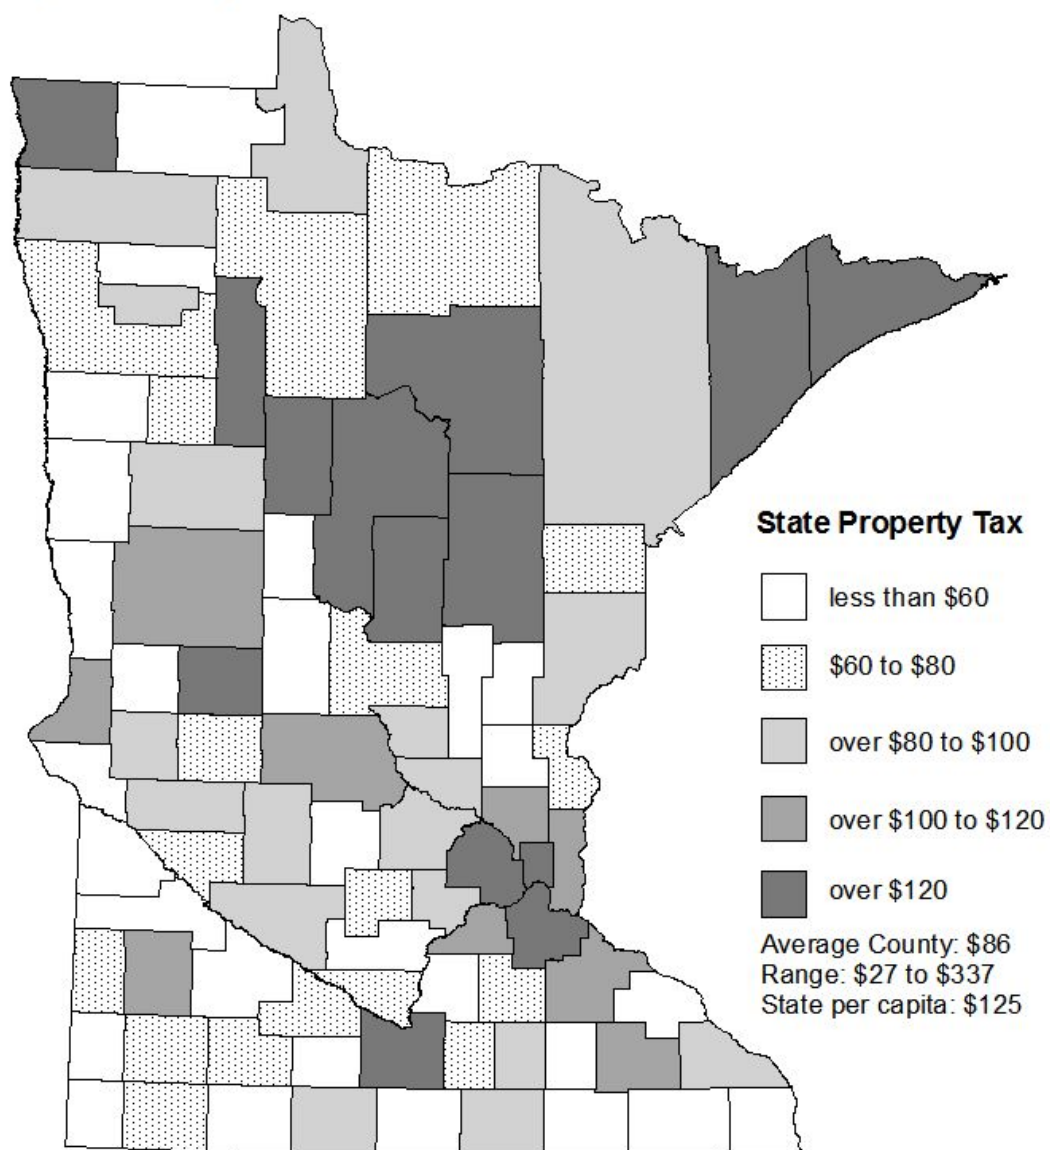 State Property Tax
less than $60
$60 to $80
over $80 to $100
over $100 to $120
over $120
Average County: $86
Range: $27 to $337
State per capita: $125